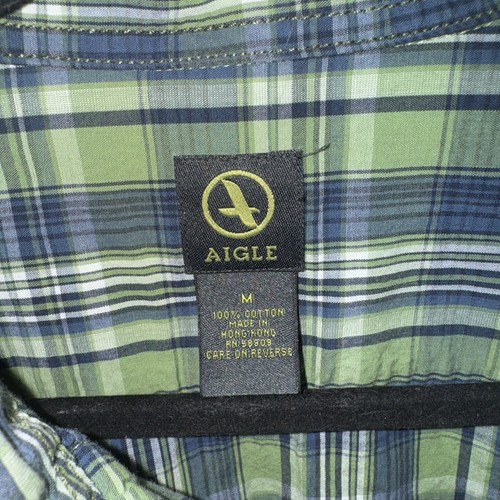 AIGLE
M
100% COTTON
MADE IN
HONG KONG
RN 58909
CARE ON REVERSE